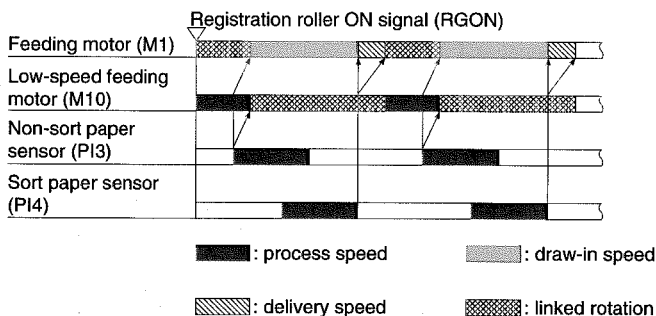 Registration roller ON signal (RGON)
Feeding motor (M1)
Low-speed feeding
motor (M10)
Non-sort paper
sensor (PI3)
Sort paper sensor
(PI4)
: process speed
: draw-in speed
: delivery speed
: linked rotation